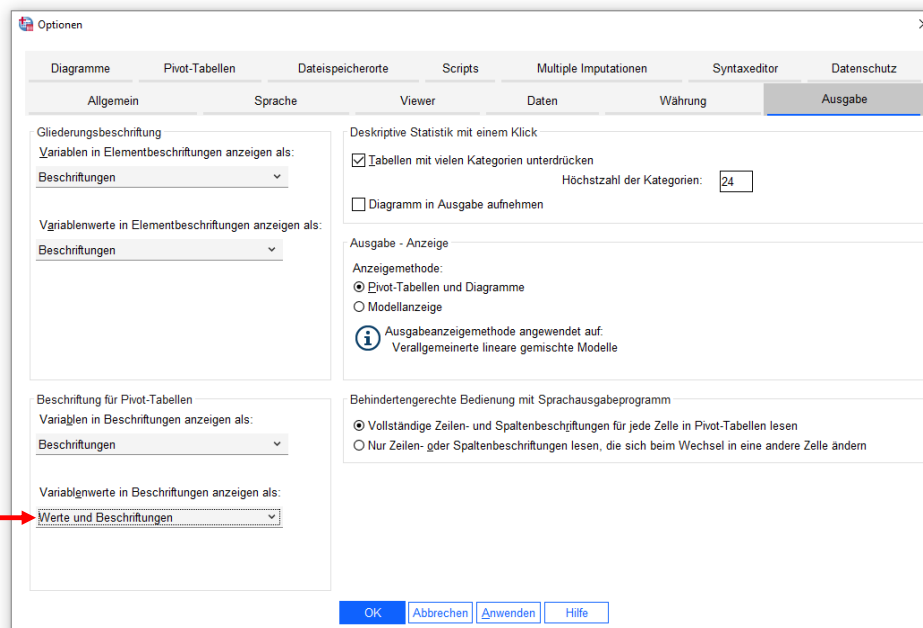 Optionen
Diagramme Pivot-Tabellen Dateispeicherorte Scripts Multiple Imputationen Syntaxeditor Datenschutz
Allgemein Sprache Viewer Daten Währung Ausgabe
Gliederungsbeschriftung
Variablen in Elementbeschriftungen anzeigen als:
Beschriftungen
Variablenwerte in Elementbeschriftungen anzeigen als:
Beschriftungen
Deskriptive Statistik mit einem Klick
Tabellen mit vielen Kategorien unterdrücken
Höchstzahl der Kategorien: 24
Diagramm in Ausgabe aufnehmen
Ausgabe - Anzeige
Anzeigemethode:
Pivot-Tabellen und Diagramme
Modellanzeige
Ausgabeanzeigemethode angewendet auf:
Verallgemeinerte lineare gemischte Modelle
Beschriftung für Pivot-Tabellen
Variablen in Beschriftungen anzeigen als:
Beschriftungen
Variablenwerte in Beschriftungen anzeigen als:
Werte und Beschriftungen
Behindertengerechte Bedienung mit Sprachausgabeprogramm
Vollständige Zeilen- und Spaltenbeschriftungen für jede Zelle in Pivot-Tabellen lesen
Nur Zeilen- oder Spaltenbeschriftungen lesen, die sich beim Wechsel in eine andere Zelle ändern
OK Abbrechen Anwenden Hilfe